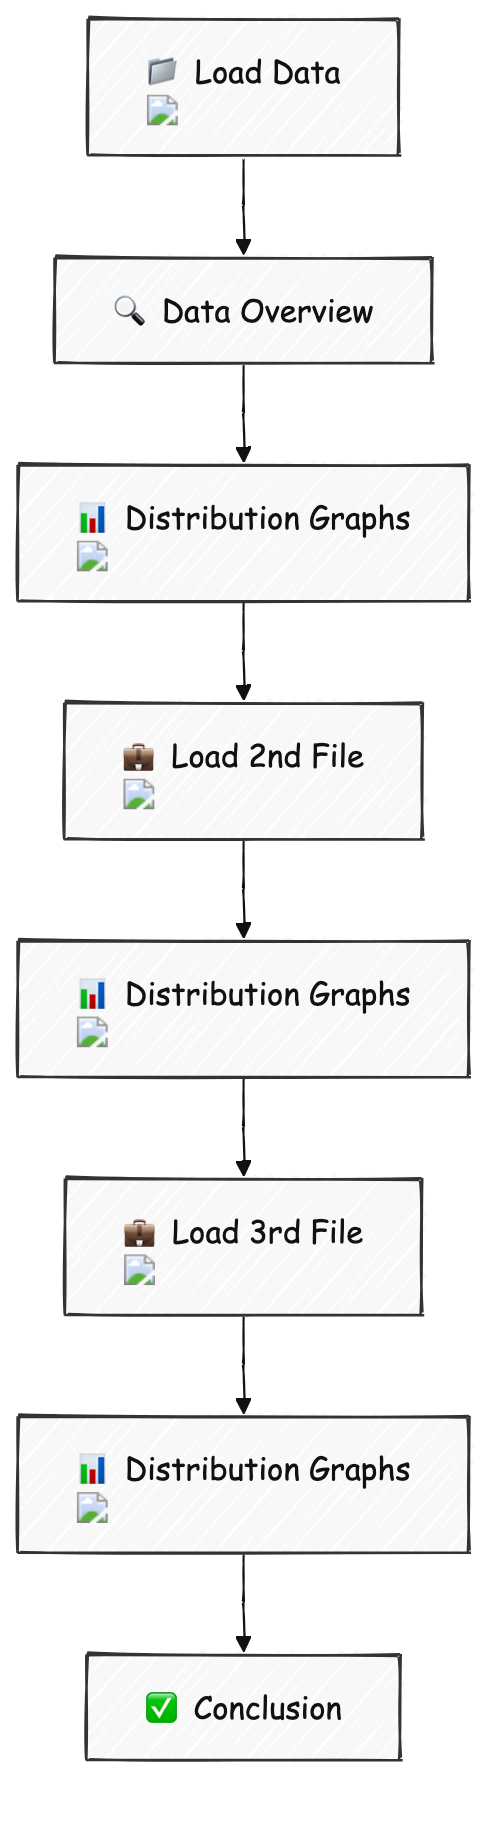 Load Data
Data Overview
Distribution Graphs
Load 2nd File
Distribution Graphs
Load 3rd File
Distribution Graphs
Conclusion